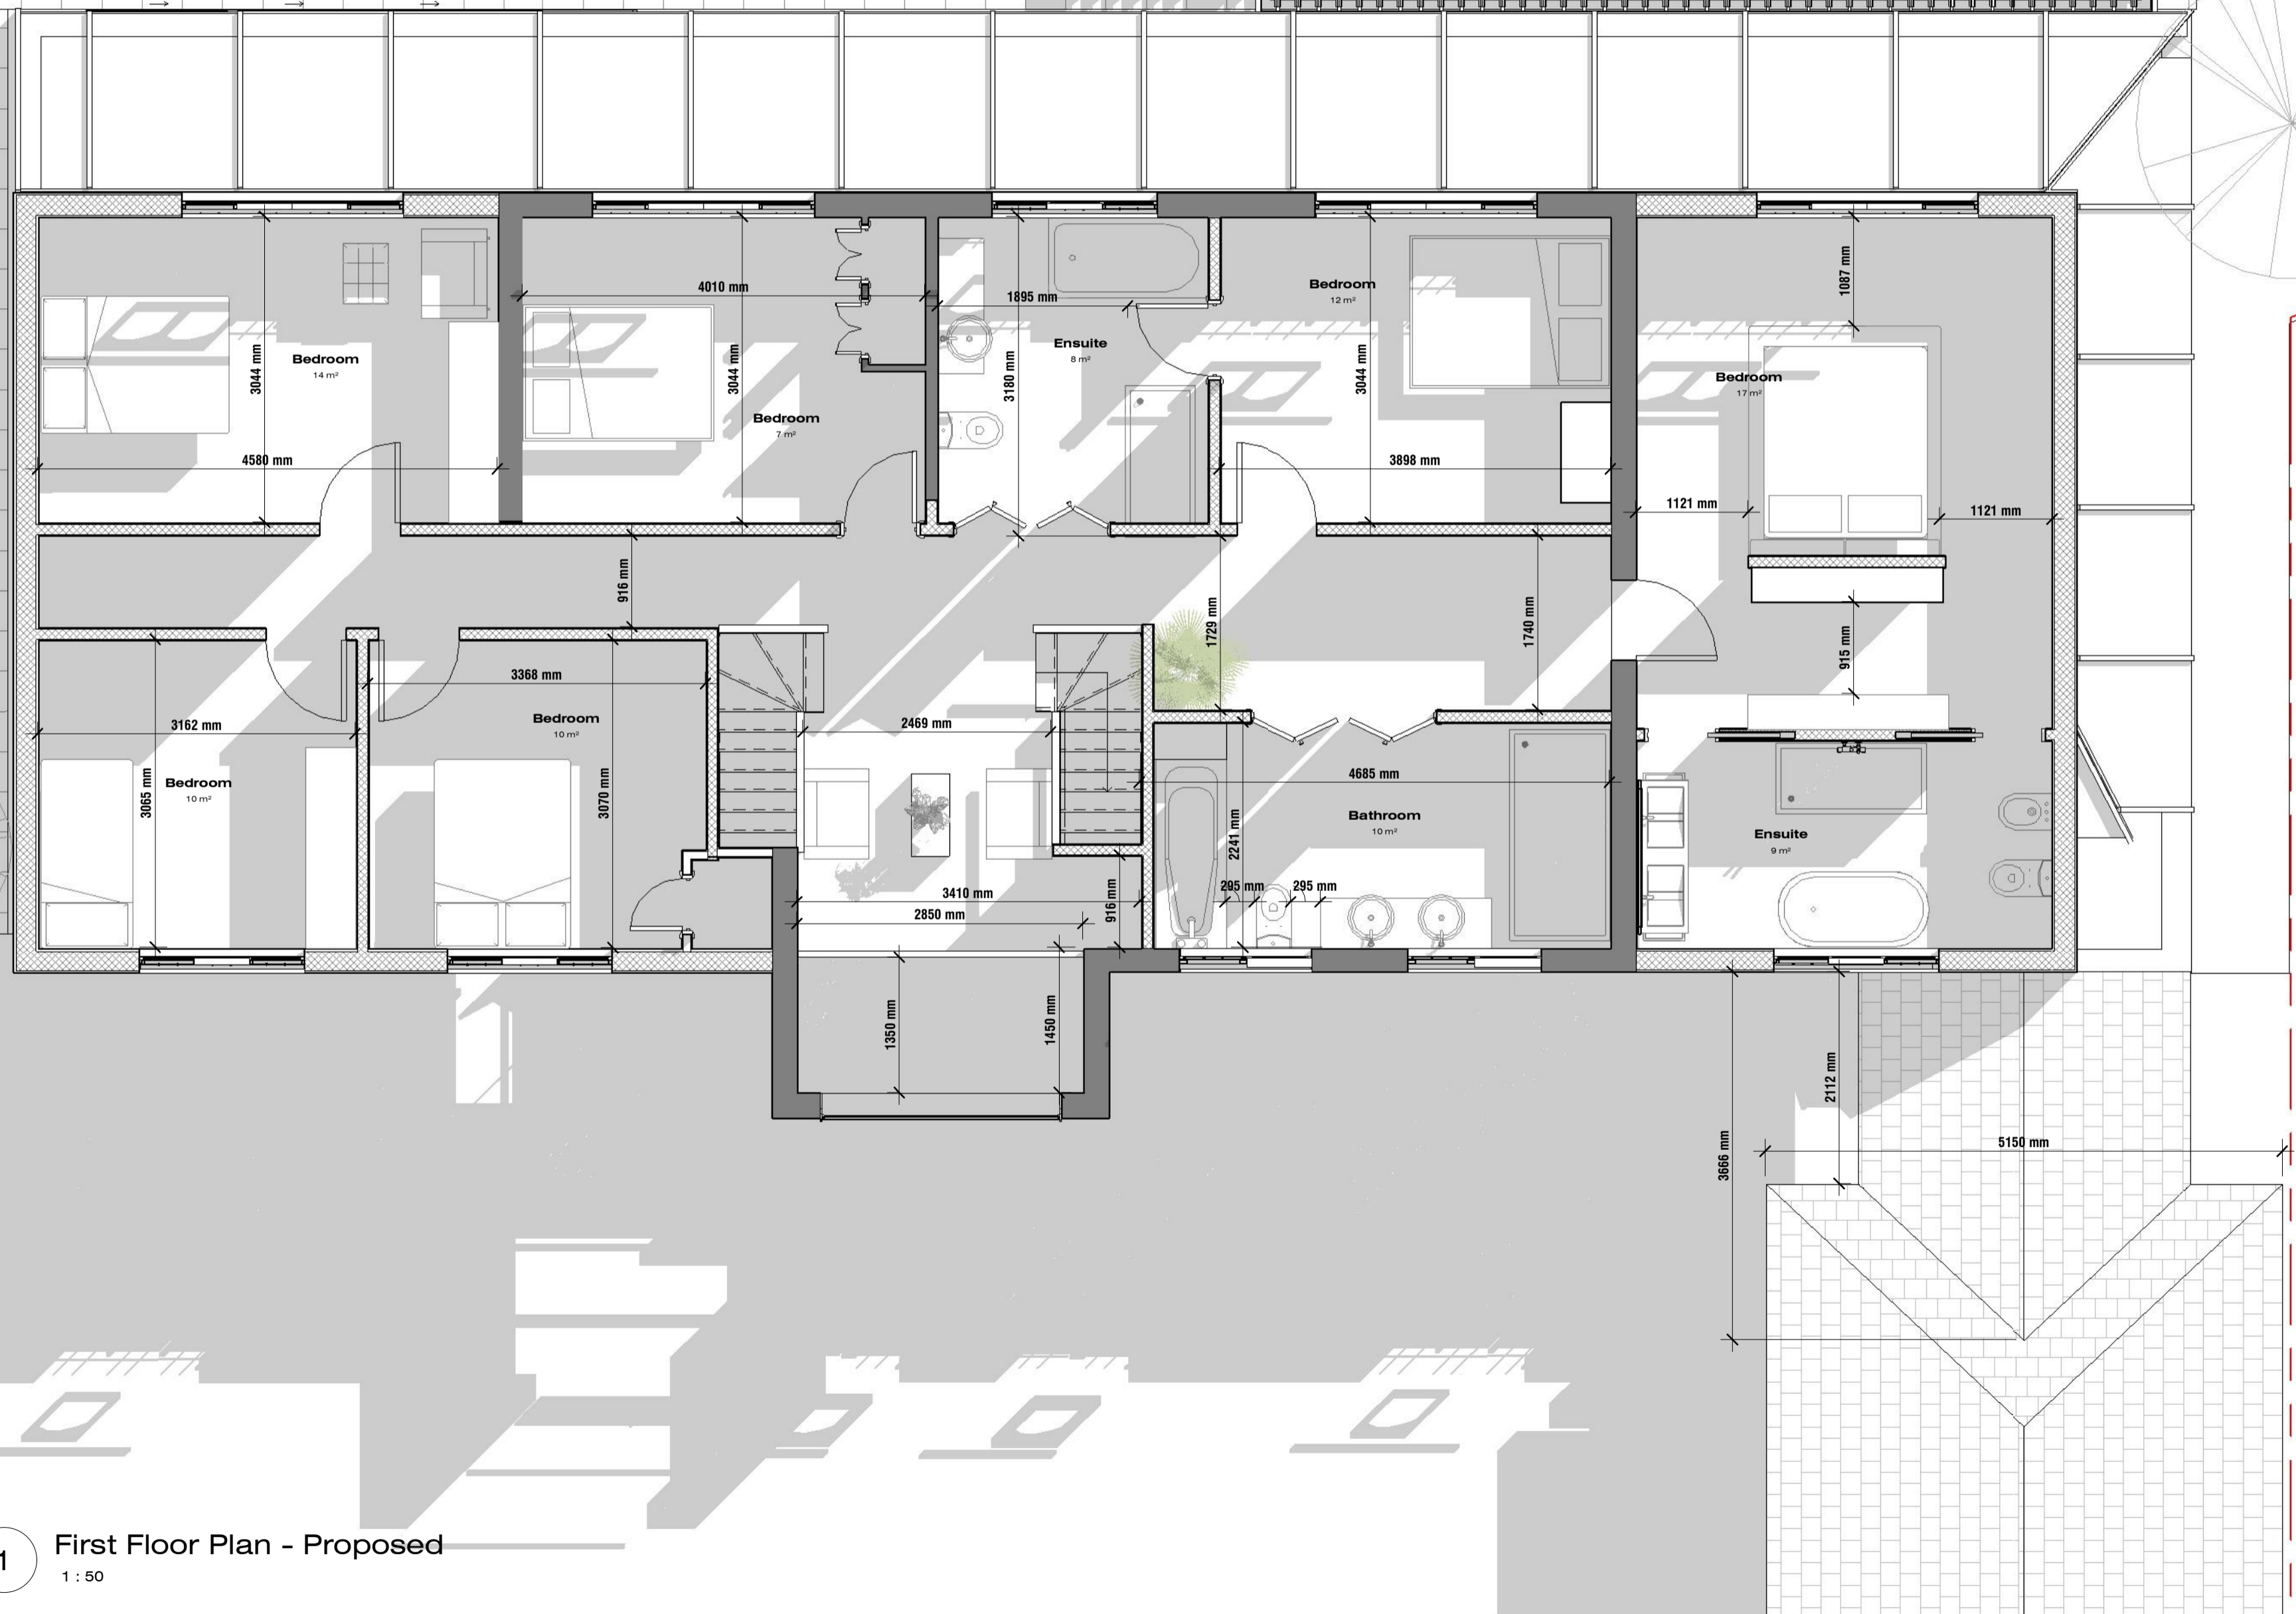 4010 mm
1895 mm
Bedroom
12 m²
1087 mm
Bedroom
14 m²
3044 mm
3044 mm
Ensuite
8 m²
3180 mm
3044 mm
Bedroom
17 m²
Bedroom
7 m²
4580 mm
3898 mm
1121 mm
1121 mm
916 mm
1729 mm
1740 mm
915 mm
3368 mm
3162 mm
Bedroom
10 m²
2469 mm
Bedroom
10 m²
3065 mm
3070 mm
4685 mm
Bathroom
10 m²
2241 mm
Ensuite
9 m²
295 mm
295 mm
3410 mm
2850 mm
916 mm
1350 mm
1450 mm
2112 mm
3666 mm
5150 mm
1
First Floor Plan - Proposed
1 : 50